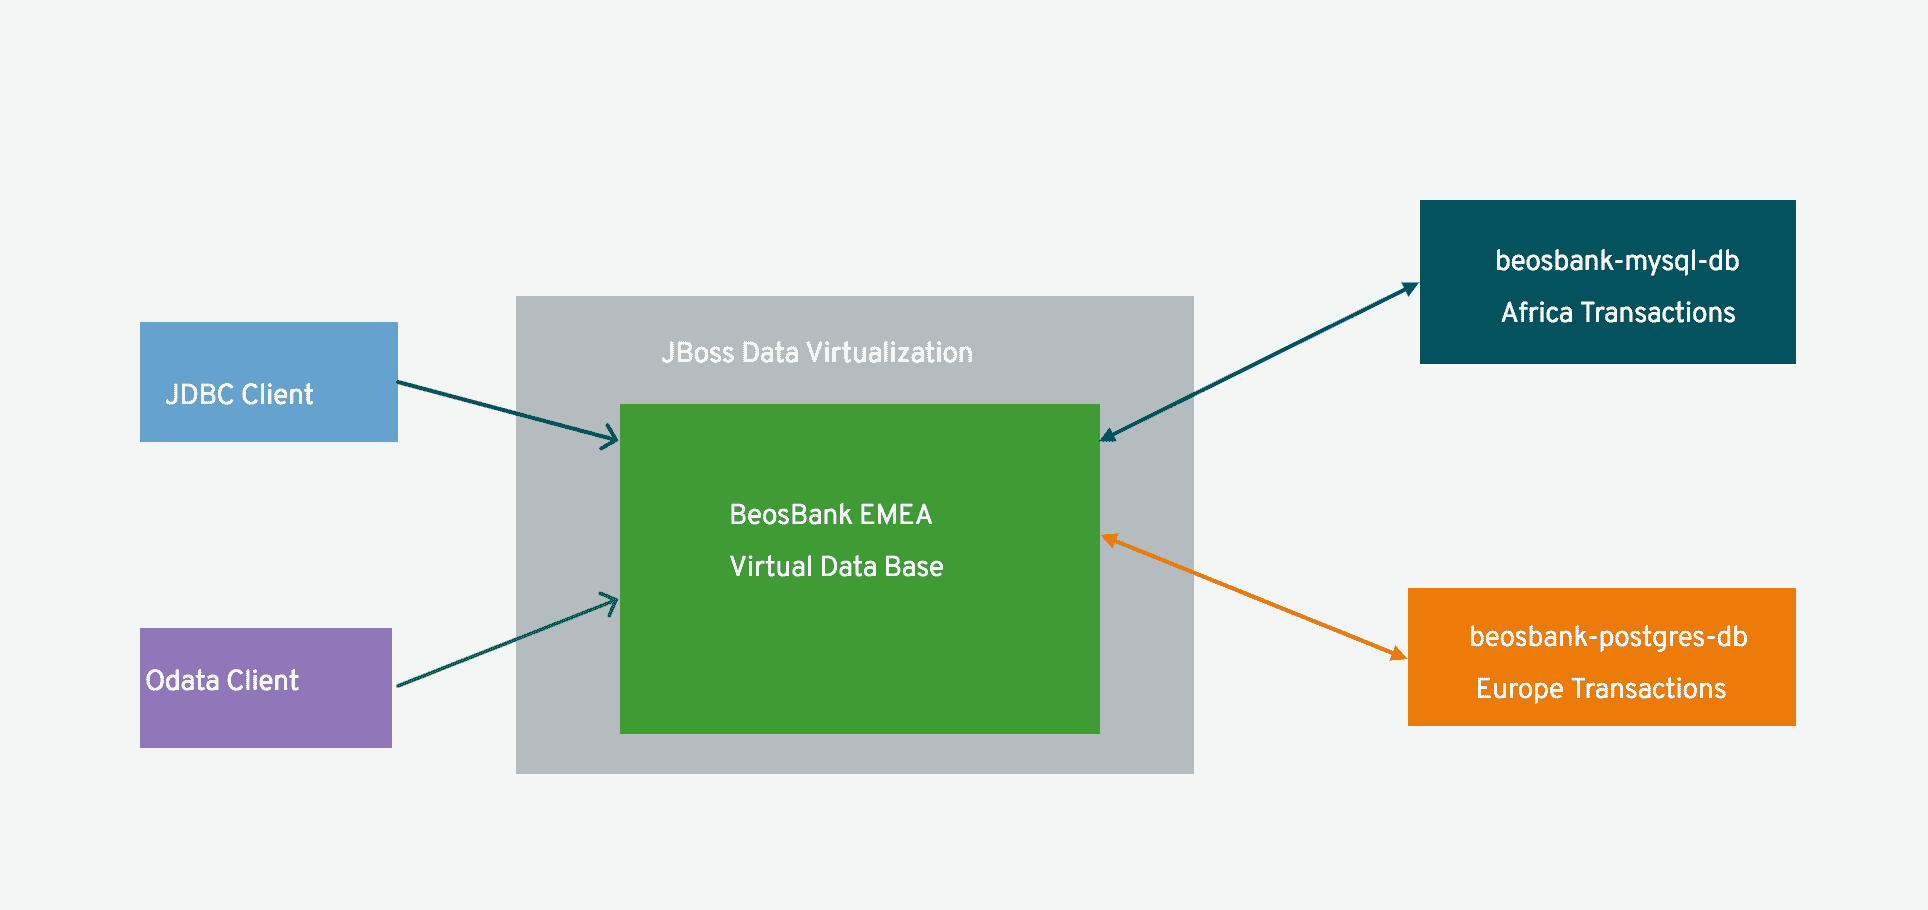 JDBC Client
Odata Client
JBoss Data Virtualization
BeosBank EMEA
Virtual Data Base
beosbank-mysql-db
Africa Transactions
beosbank-postgres-db
Europe Transactions